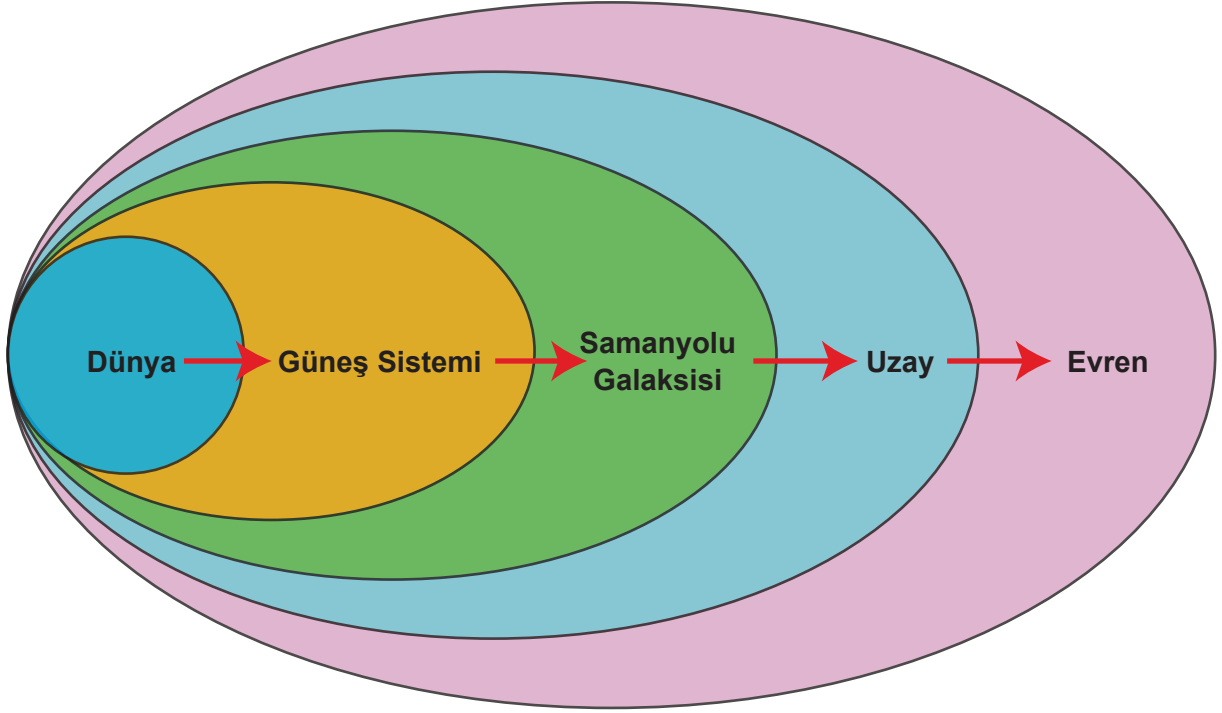 Dünya
Güneş Sistemi
Samanyolu
Galaksisi
Uzay
Evren